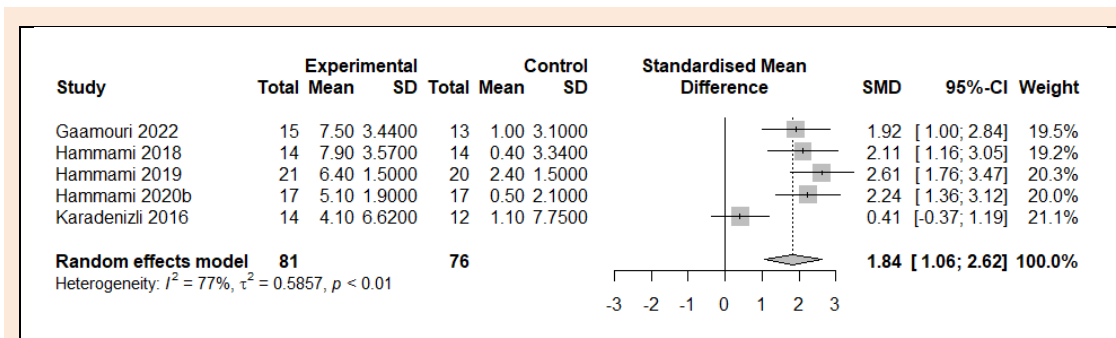 Experimental Control Standardised Mean
Study Total Mean SD Total Mean SD Difference SMD 95%-CI Weight
Gaamouri 2022 15 7.50 3.4400 13 1.00 3.1000 1.92 [ 1.00; 2.84] 19.5%
Hammami 2018 14 7.90 3.5700 14 0.40 3.3400 2.11 [ 1.16; 3.05] 19.2%
Hammami 2019 21 6.40 1.5000 20 2.40 1.5000 2.61 [ 1.76; 3.47] 20.3%
Hammami 2020b 17 5.10 1.9000 17 0.50 2.1000 2.24 [ 1.36; 3.12] 20.0%
Karadenizli 2016 14 4.10 6.6200 12 1.10 7.7500 0.41 [-0.37; 1.19] 21.1%
Random effects model 81 76 1.84 [ 1.06; 2.62] 100.0%
Heterogeneity: I² = 77%, τ² = 0.5857, p < 0.01
-3 -2 -1 0 1 2 3